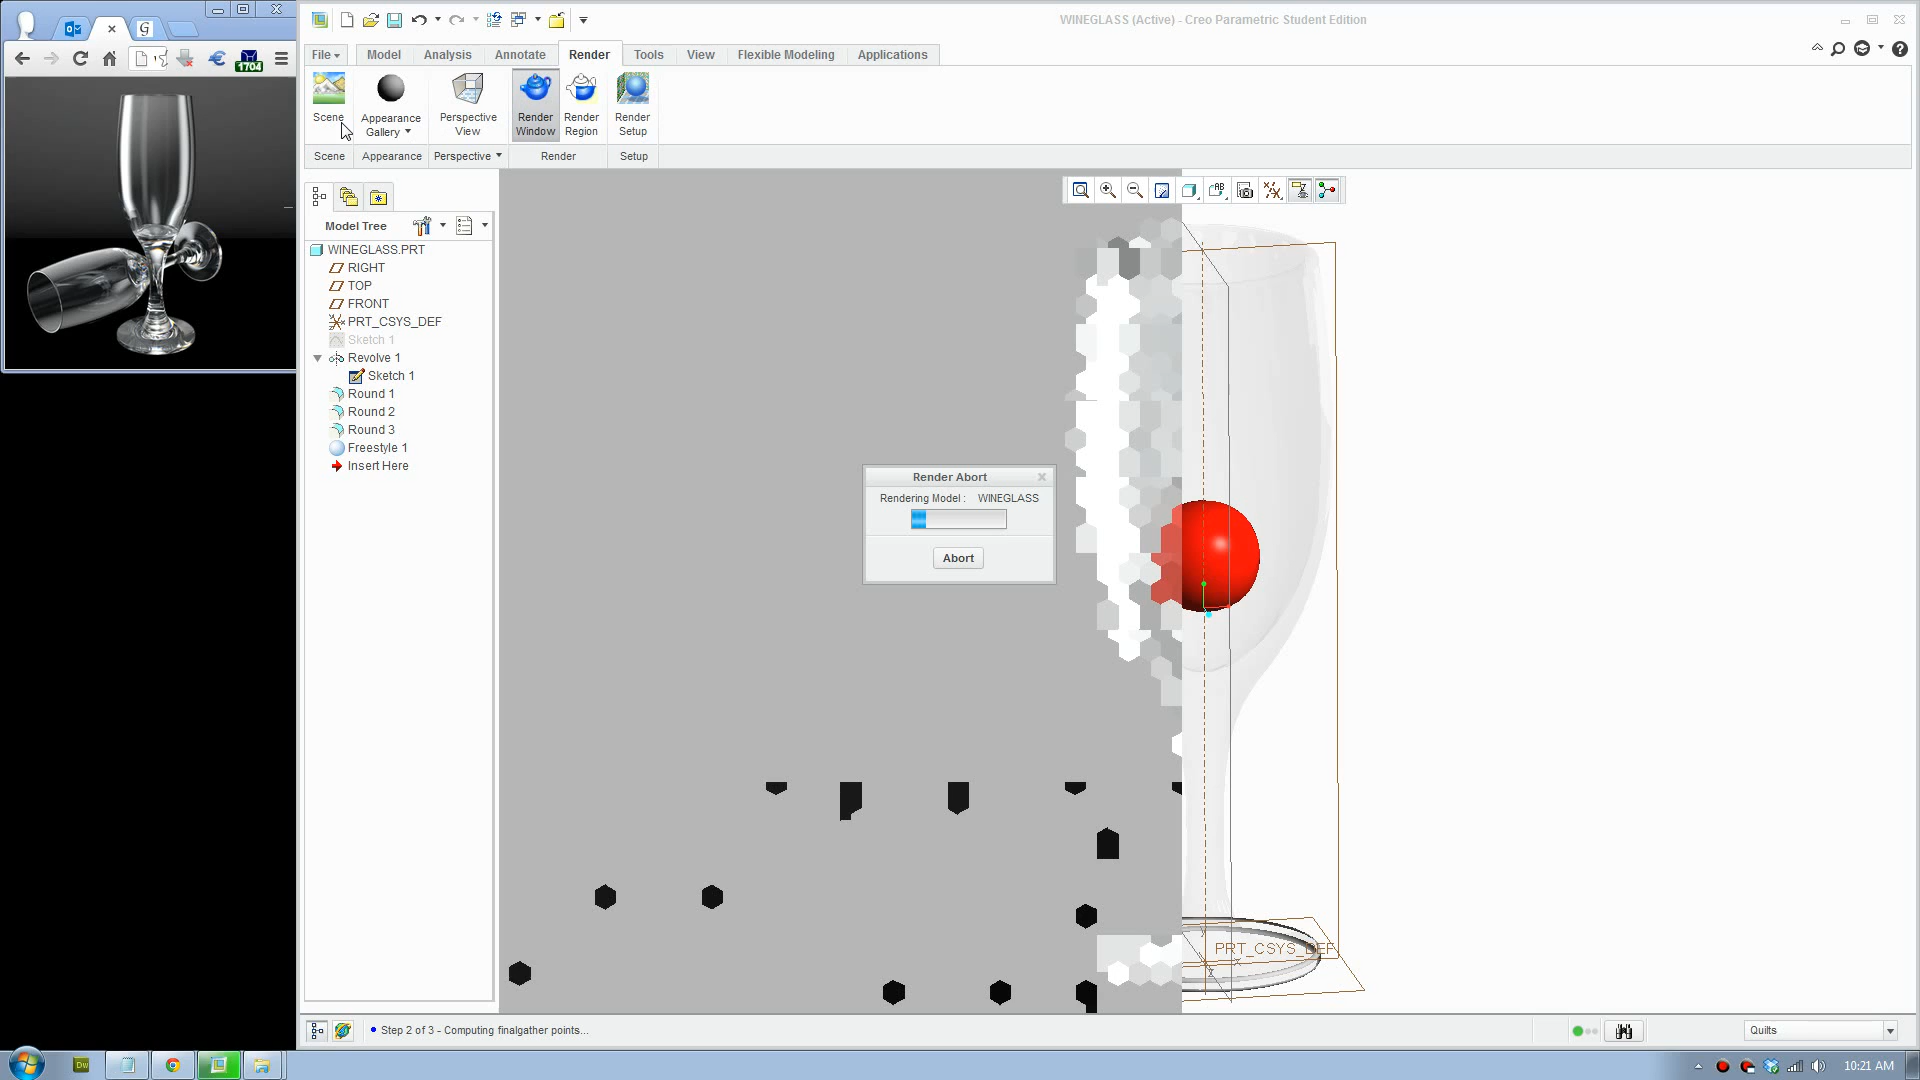 WINEGLASS (Active) - Creo Parametric Student Edition
File
Model
Analysis
Annotate
Render
Tools
View
Flexible Modeling
Applications
1704
Scene
Appearance
Gallery
Perspective
View
Render
Window
Render
Region
Render
Setup
Scene
Appearance
Perspective
Render
Setup
Model Tree
WINEGLASS.PRT
RIGHT
TOP
FRONT
PRT_CSYS_DEF
Sketch 1
Revolve 1
Sketch 1
Round 1
Round 2
Round 3
Freestyle 1
Insert Here
Render Abort
Rendering Model : WINEGLASS
Abort
PRT_CSYS_DEF
Step 2 of 3 - Computing finalgather points...
Quilts
Dw
10:21 AM